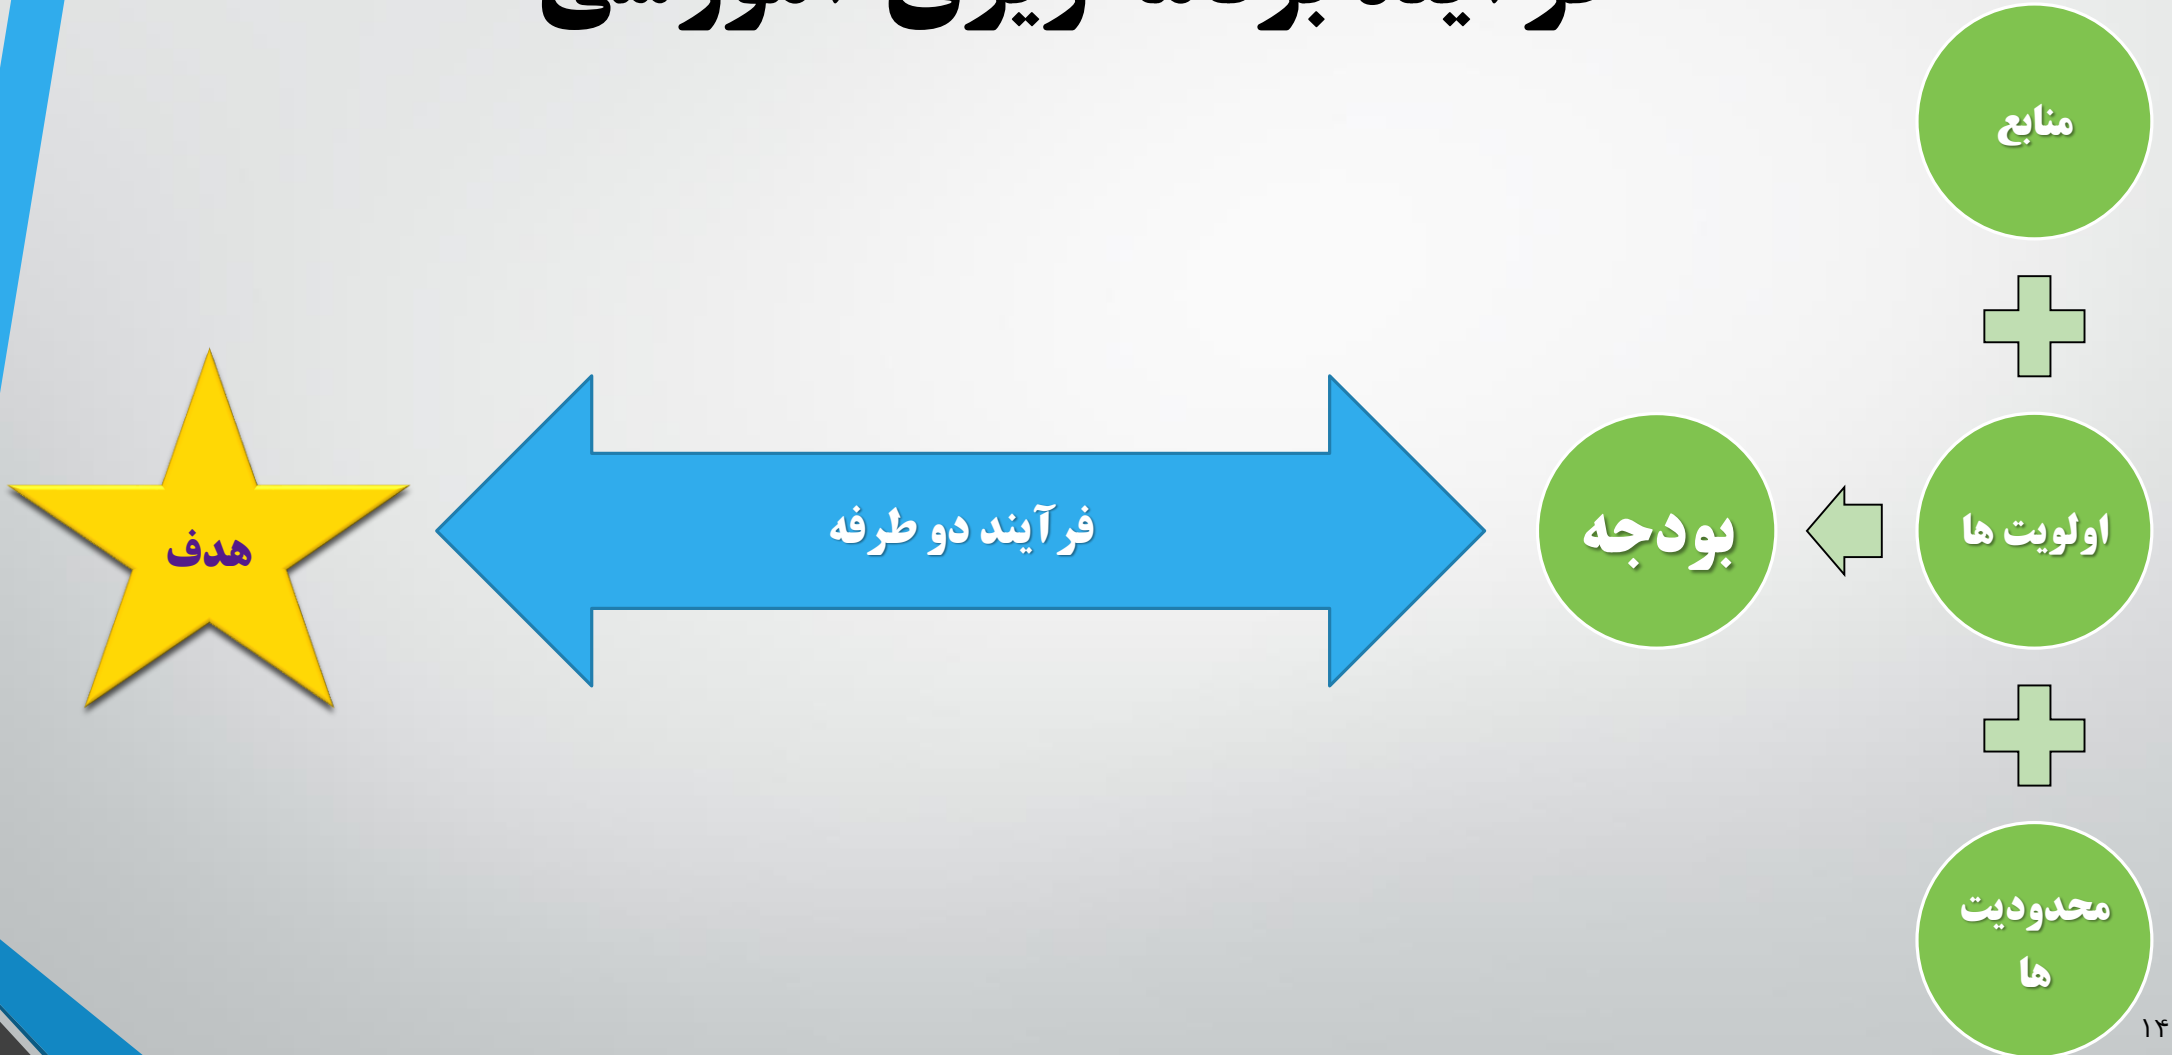 منابع
اولویت ها
محدودیت
ها
بودجه
فرآیند دو طرفه
هدف
۱۴